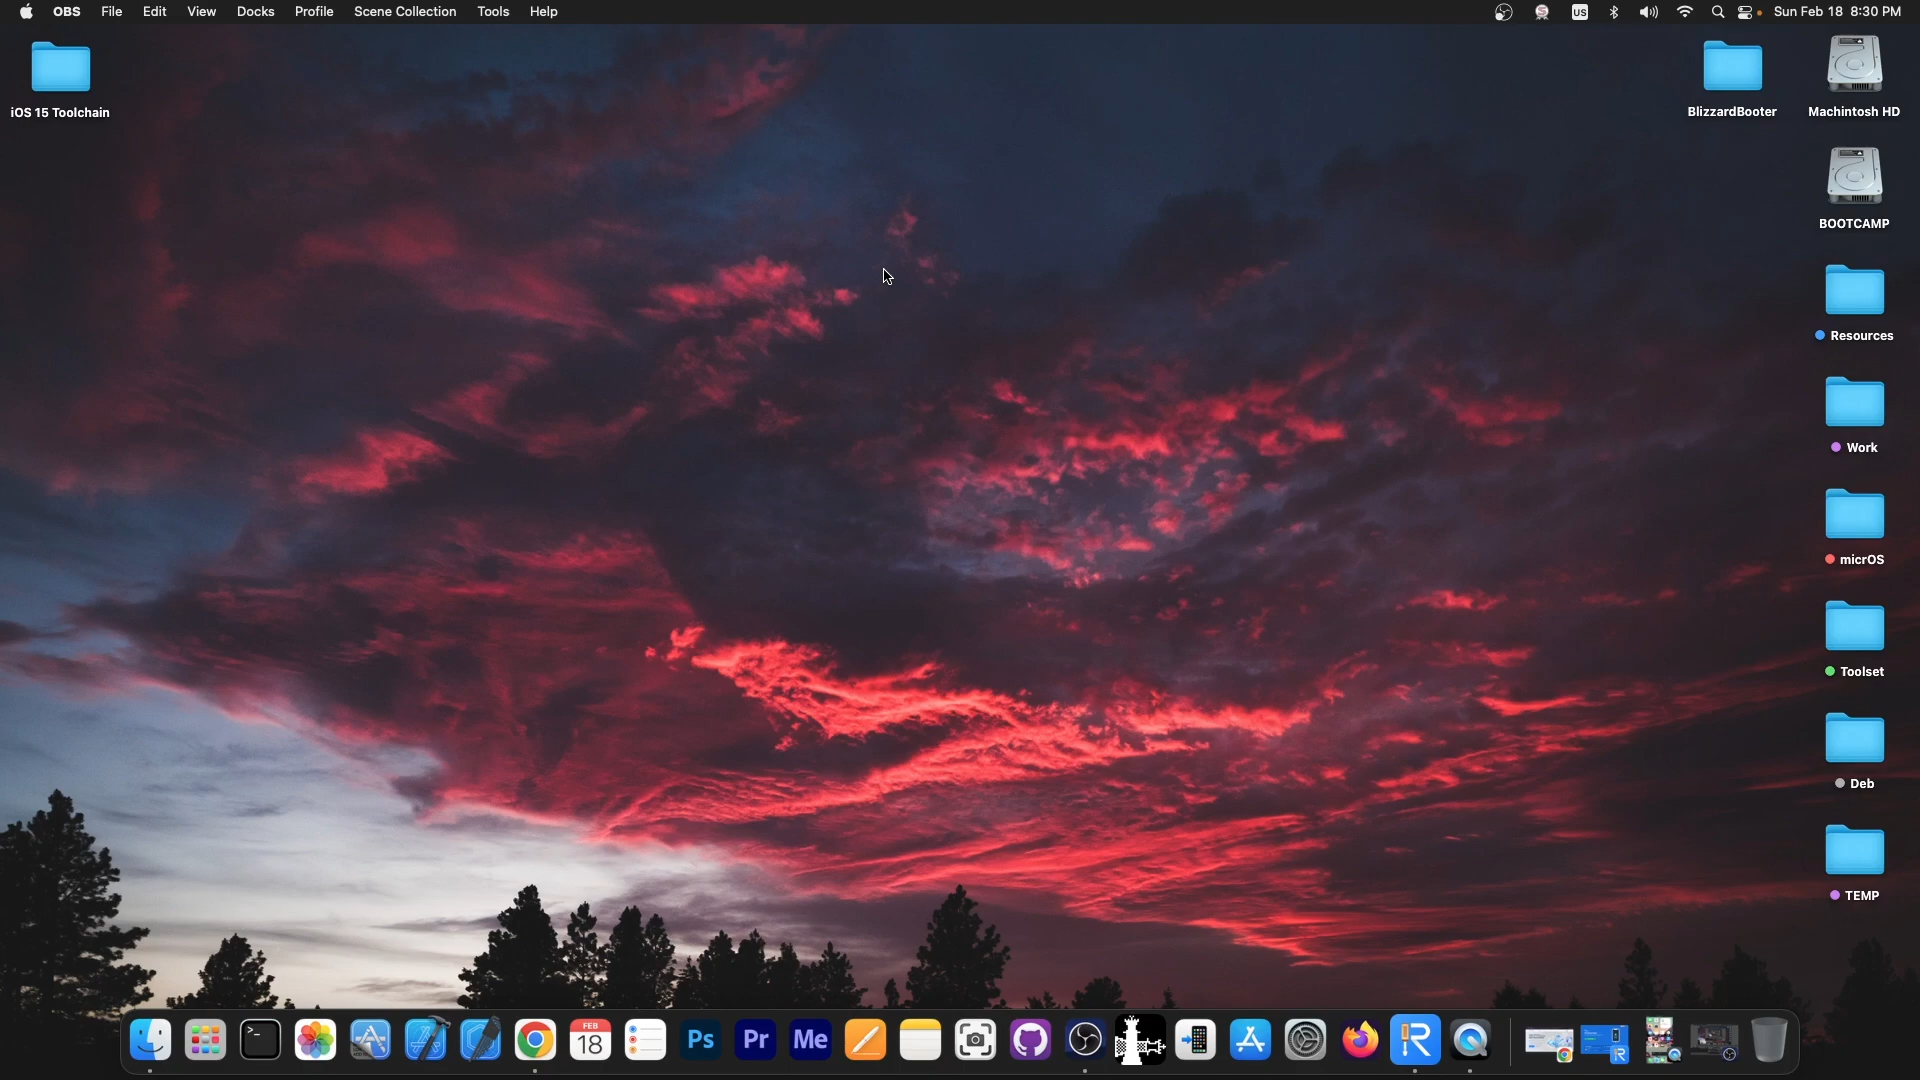 OBS File Edit View Docks Profile Scene Collection Tools Help US Sun Feb 18 8:30 PM
iOS 15 Toolchain
BlizzardBooter
Machintosh HD
BOOTCAMP
Resources
Work
micrOS
Toolset
Deb
TEMP
>_
FEB
18
Ps
Pr
Me
R